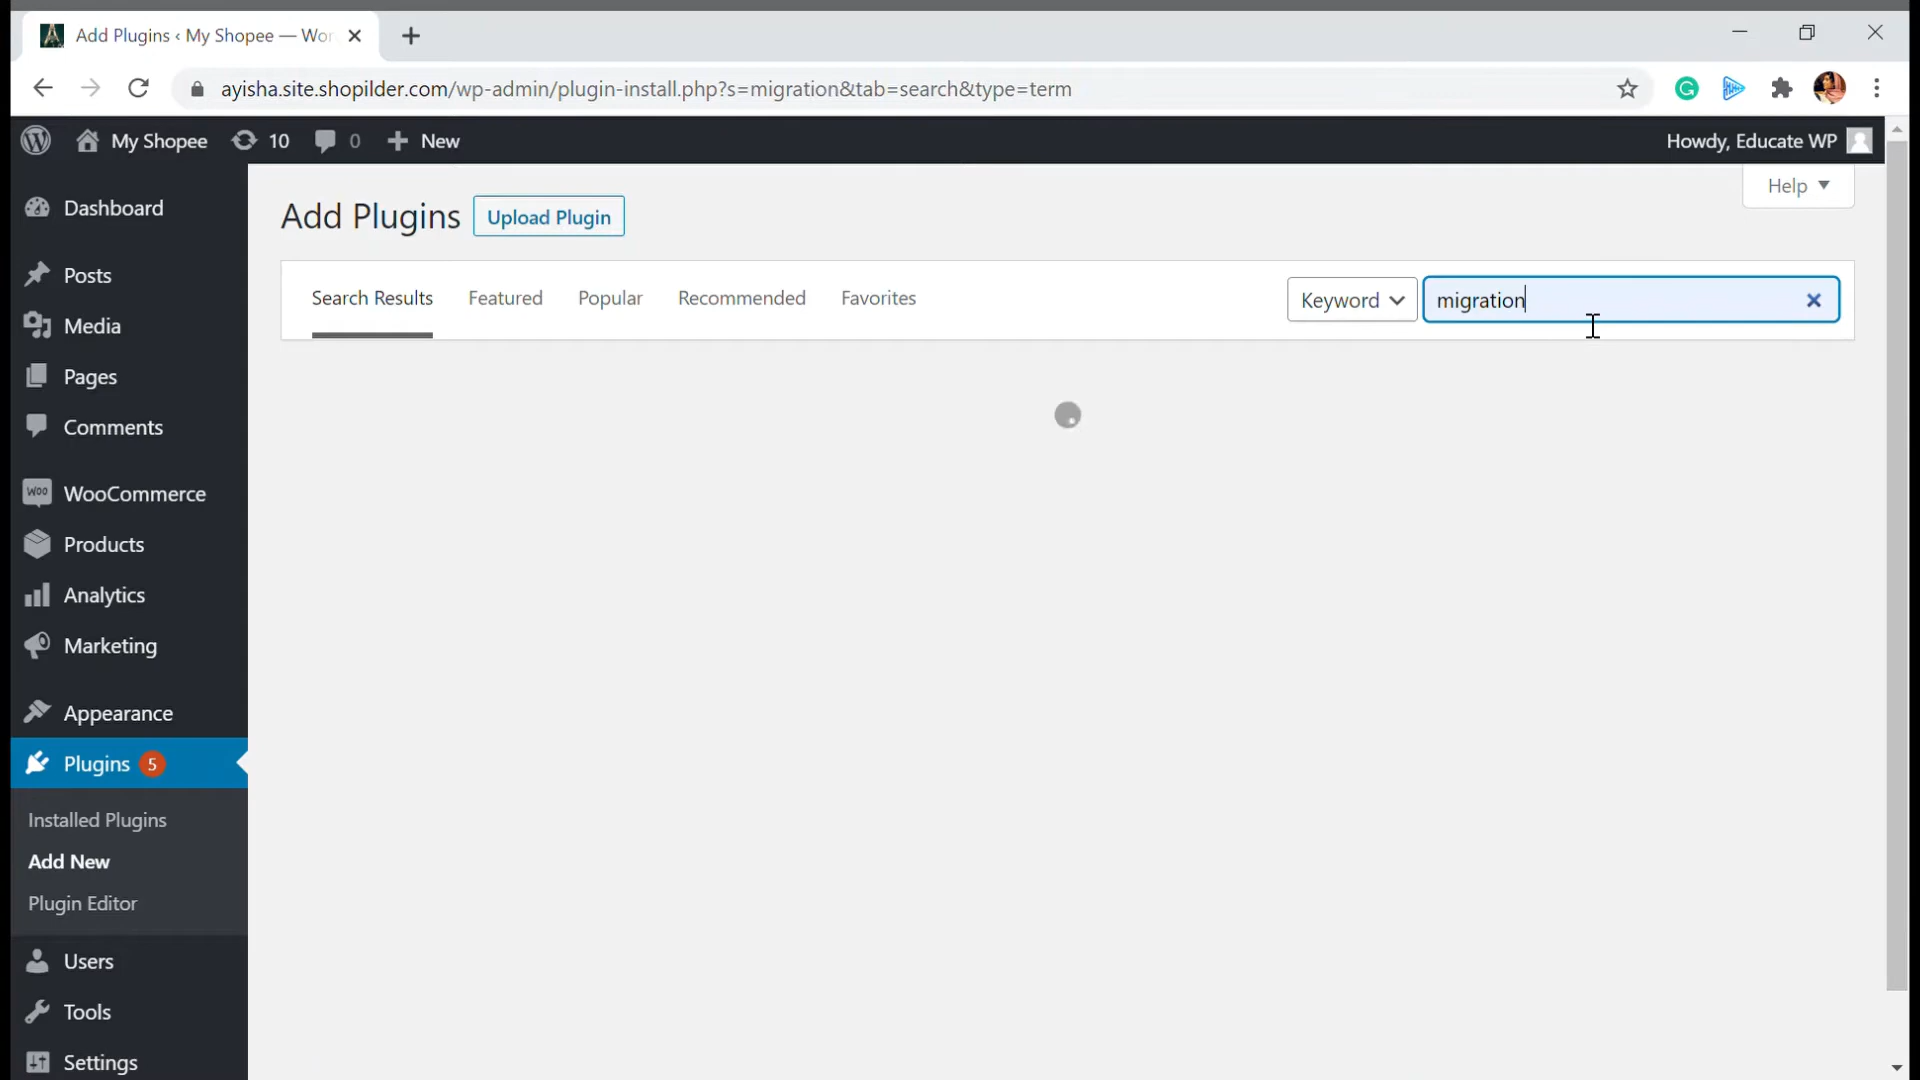 Add Plugins ‹ My Shopee — Wor
ayisha.site.shopilder.com/wp-admin/plugin-install.php?s=migration&tab=search&type=term
My Shopee 10 0 New Howdy, Educate WP
Help
Dashboard
Posts
Media
Pages
Comments
WooCommerce
Products
Analytics
Marketing
Appearance
Plugins 5
Installed Plugins
Add New
Plugin Editor
Users
Tools
Settings
Add Plugins Upload Plugin
Search Results Featured Popular Recommended Favorites Keyword migration